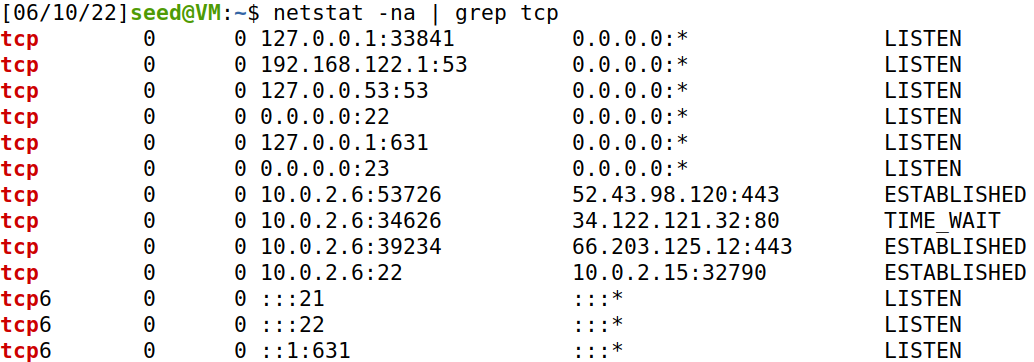 [06/10/22]seed@VM:~$ netstat -na | grep tcp
tcp        0      0 127.0.0.1:33841         0.0.0.0:*               LISTEN
tcp        0      0 192.168.122.1:53        0.0.0.0:*               LISTEN
tcp        0      0 127.0.0.53:53           0.0.0.0:*               LISTEN
tcp        0      0 0.0.0.0:22              0.0.0.0:*               LISTEN
tcp        0      0 127.0.0.1:631           0.0.0.0:*               LISTEN
tcp        0      0 0.0.0.0:23              0.0.0.0:*               LISTEN
tcp        0      0 10.0.2.6:53726          52.43.98.120:443        ESTABLISHED
tcp        0      0 10.0.2.6:34626          34.122.121.32:80        TIME_WAIT
tcp        0      0 10.0.2.6:39234          66.203.125.12:443       ESTABLISHED
tcp        0      0 10.0.2.6:22             10.0.2.15:32790         ESTABLISHED
tcp6       0      0 :::21                   :::*                    LISTEN
tcp6       0      0 :::22                   :::*                    LISTEN
tcp6       0      0 ::1:631                 :::*                    LISTEN